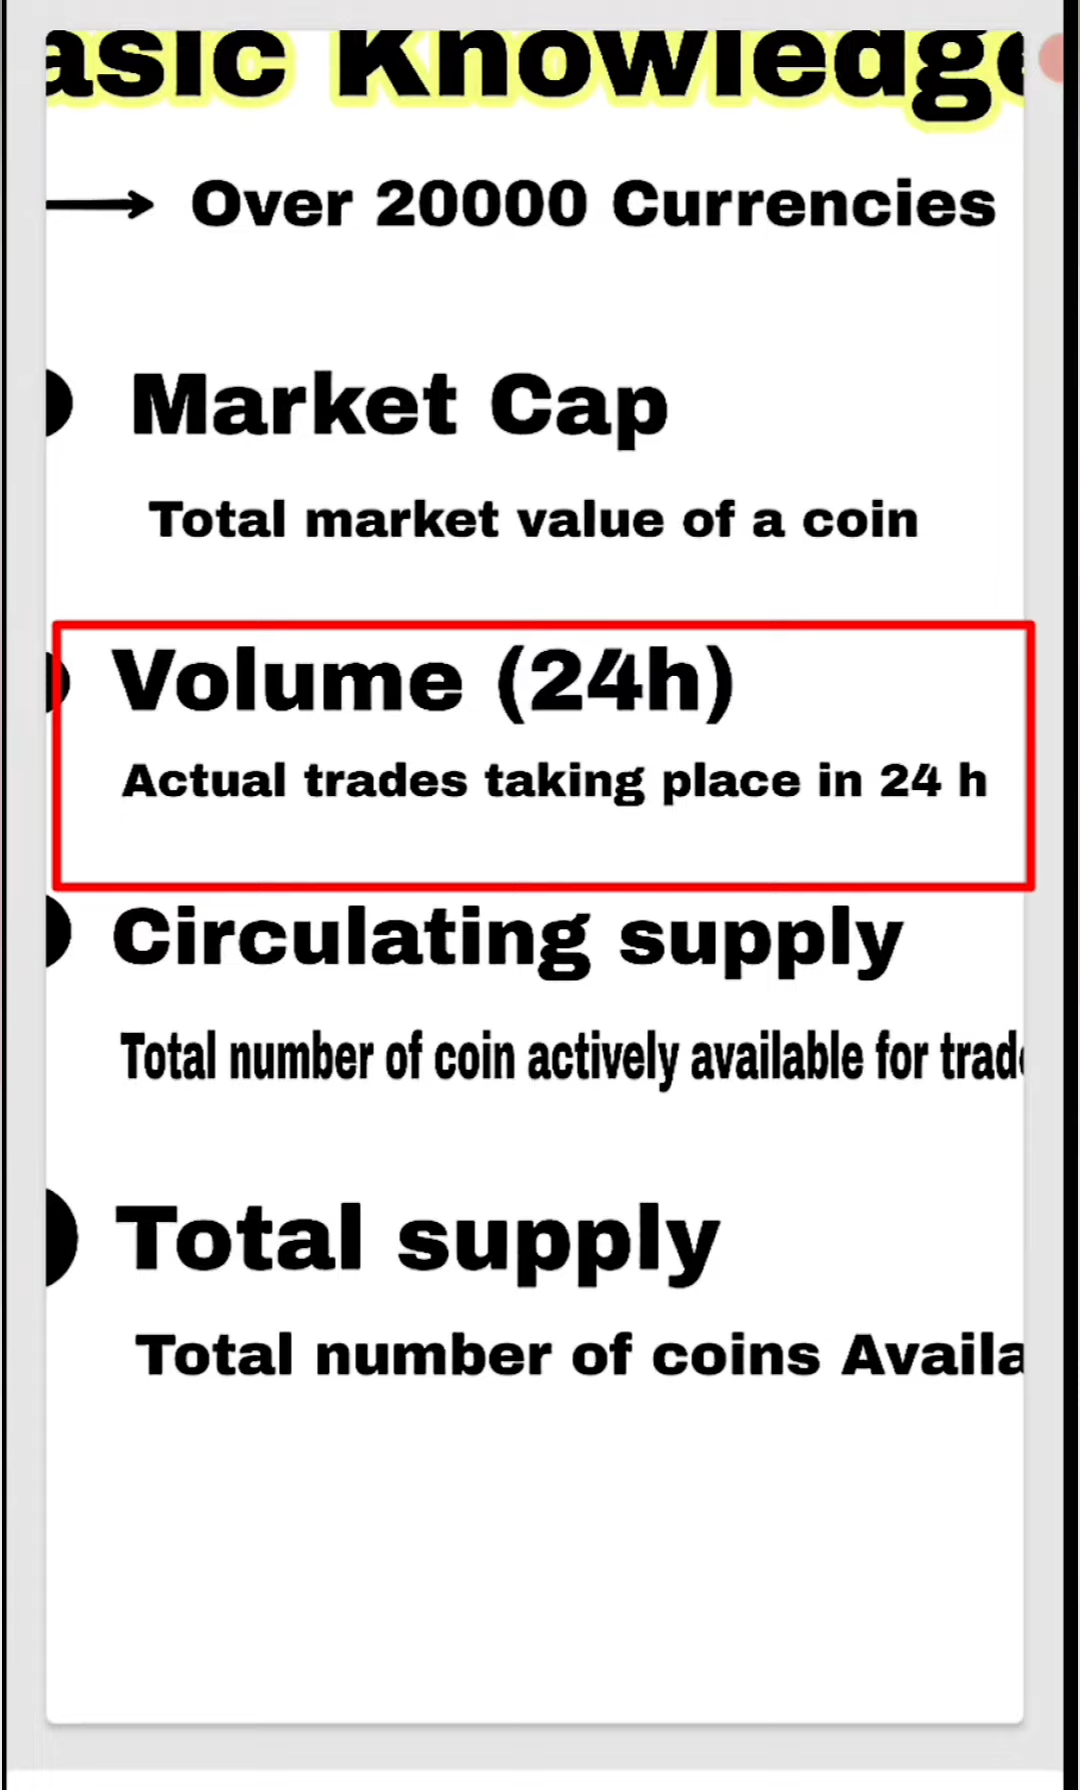 asic Knowledge
Over 20000 Currencies
Market Cap
Total market value of a coin
Volume (24h)
Actual trades taking place in 24 h
Circulating supply
Total number of coin actively available for trade
Total supply
Total number of coins Availa